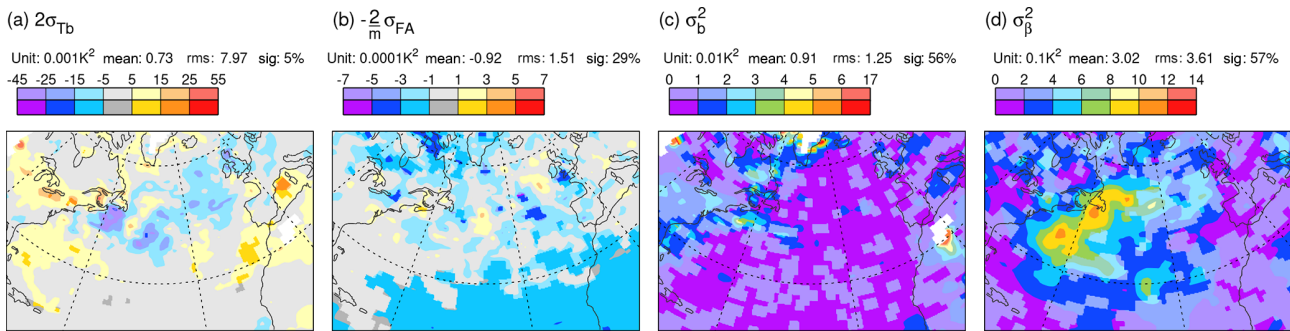 (a) 2σ_Tb
Unit: 0.001K² mean: 0.73 rms: 7.97 sig: 5%
-45 -25 -15 -5 5 15 25 55
(b) -2/m σ_FA
Unit: 0.0001K² mean: -0.92 rms: 1.51 sig: 29%
-7 -5 -3 -1 1 3 5 7
(c) σ_b²
Unit: 0.01K² mean: 0.91 rms: 1.25 sig: 56%
0 1 2 3 4 5 6 17
(d) σ_β²
Unit: 0.1K² mean: 3.02 rms: 3.61 sig: 57%
0 2 4 6 8 10 12 14